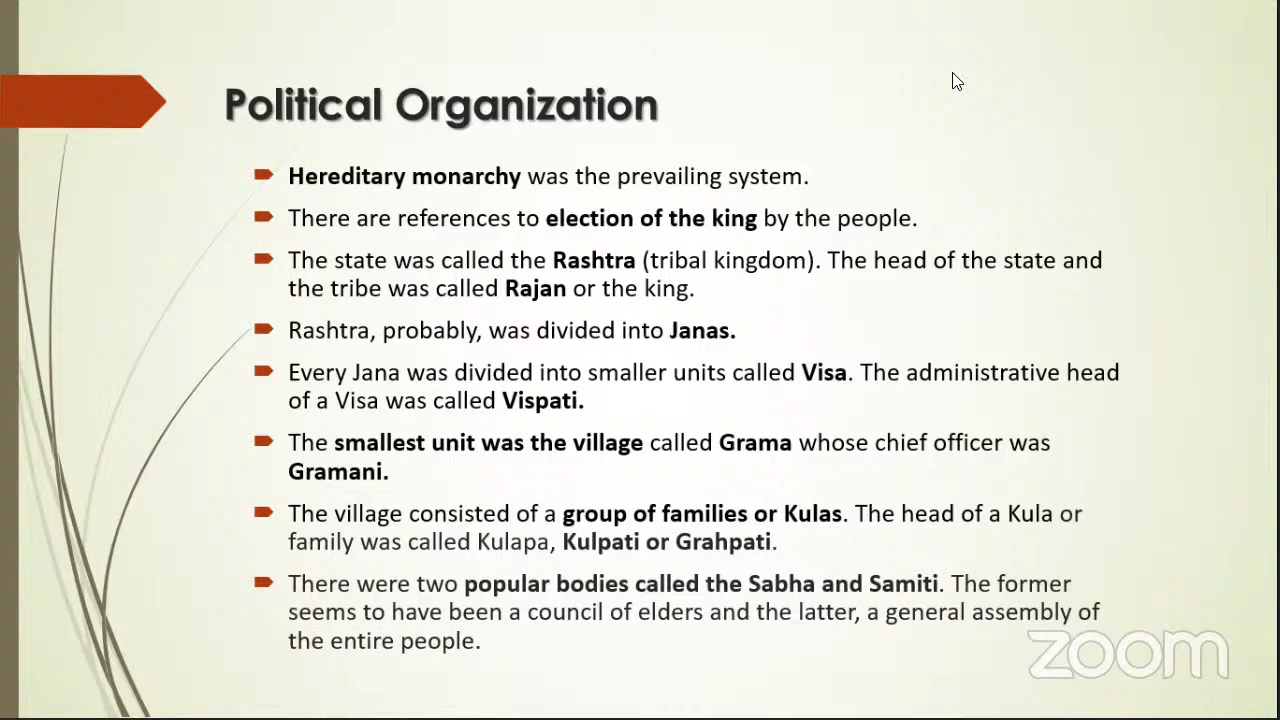 Political Organization
Hereditary monarchy was the prevailing system.
There are references to election of the king by the people.
The state was called the Rashtra (tribal kingdom). The head of the state and
the tribe was called Rajan or the king.
Rashtra, probably, was divided into Janas.
Every Jana was divided into smaller units called Visa. The administrative head
of a Visa was called Vispati.
The smallest unit was the village called Grama whose chief officer was
Gramani.
The village consisted of a group of families or Kulas. The head of a Kula or
family was called Kulapa, Kulpati or Grahpati.
There were two popular bodies called the Sabha and Samiti. The former
seems to have been a council of elders and the latter, a general assembly of
the entire people.
zoom